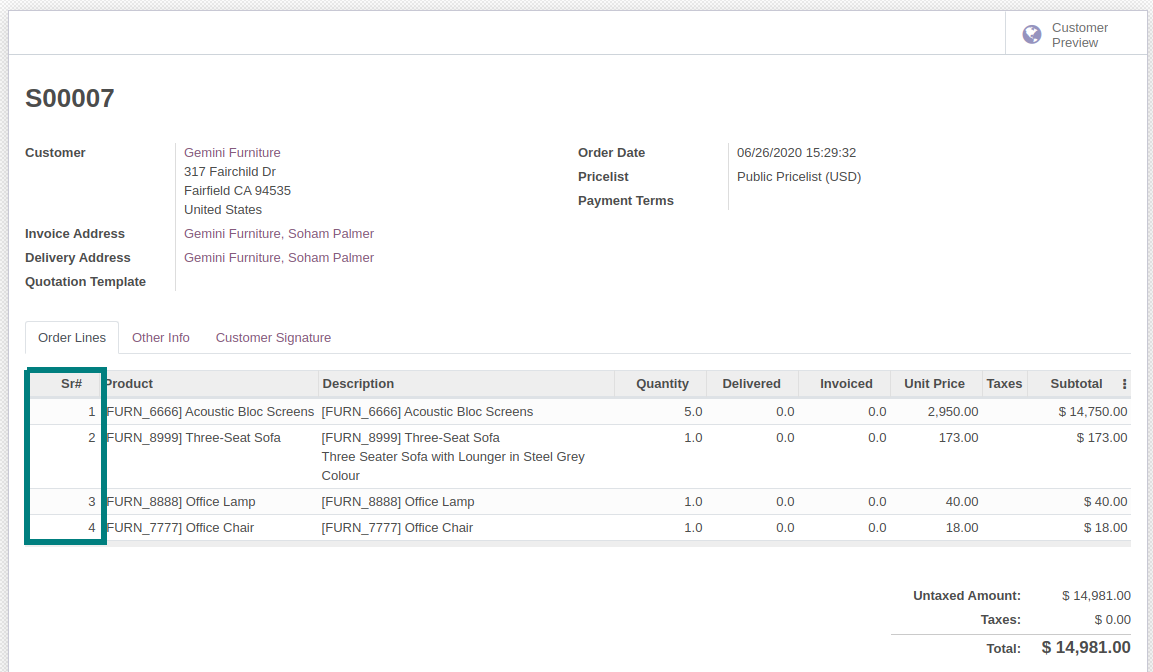 Customer
Preview
S00007
Customer
Gemini Furniture
317 Fairchild Dr
Fairfield CA 94535
United States
Invoice Address
Gemini Furniture, Soham Palmer
Delivery Address
Gemini Furniture, Soham Palmer
Quotation Template
Order Date
06/26/2020 15:29:32
Pricelist
Public Pricelist (USD)
Payment Terms
Order Lines Other Info Customer Signature
Sr# Product Description Quantity Delivered Invoiced Unit Price Taxes Subtotal
1 FURN_6666] Acoustic Bloc Screens [FURN_6666] Acoustic Bloc Screens 5.0 0.0 0.0 2,950.00 $ 14,750.00
2 FURN_8999] Three-Seat Sofa [FURN_8999] Three-Seat Sofa 1.0 0.0 0.0 173.00 $ 173.00
Three Seater Sofa with Lounger in Steel Grey
Colour
3 FURN_8888] Office Lamp [FURN_8888] Office Lamp 1.0 0.0 0.0 40.00 $ 40.00
4 FURN_7777] Office Chair [FURN_7777] Office Chair 1.0 0.0 0.0 18.00 $ 18.00
Untaxed Amount: $ 14,981.00
Taxes: $ 0.00
Total: $ 14,981.00